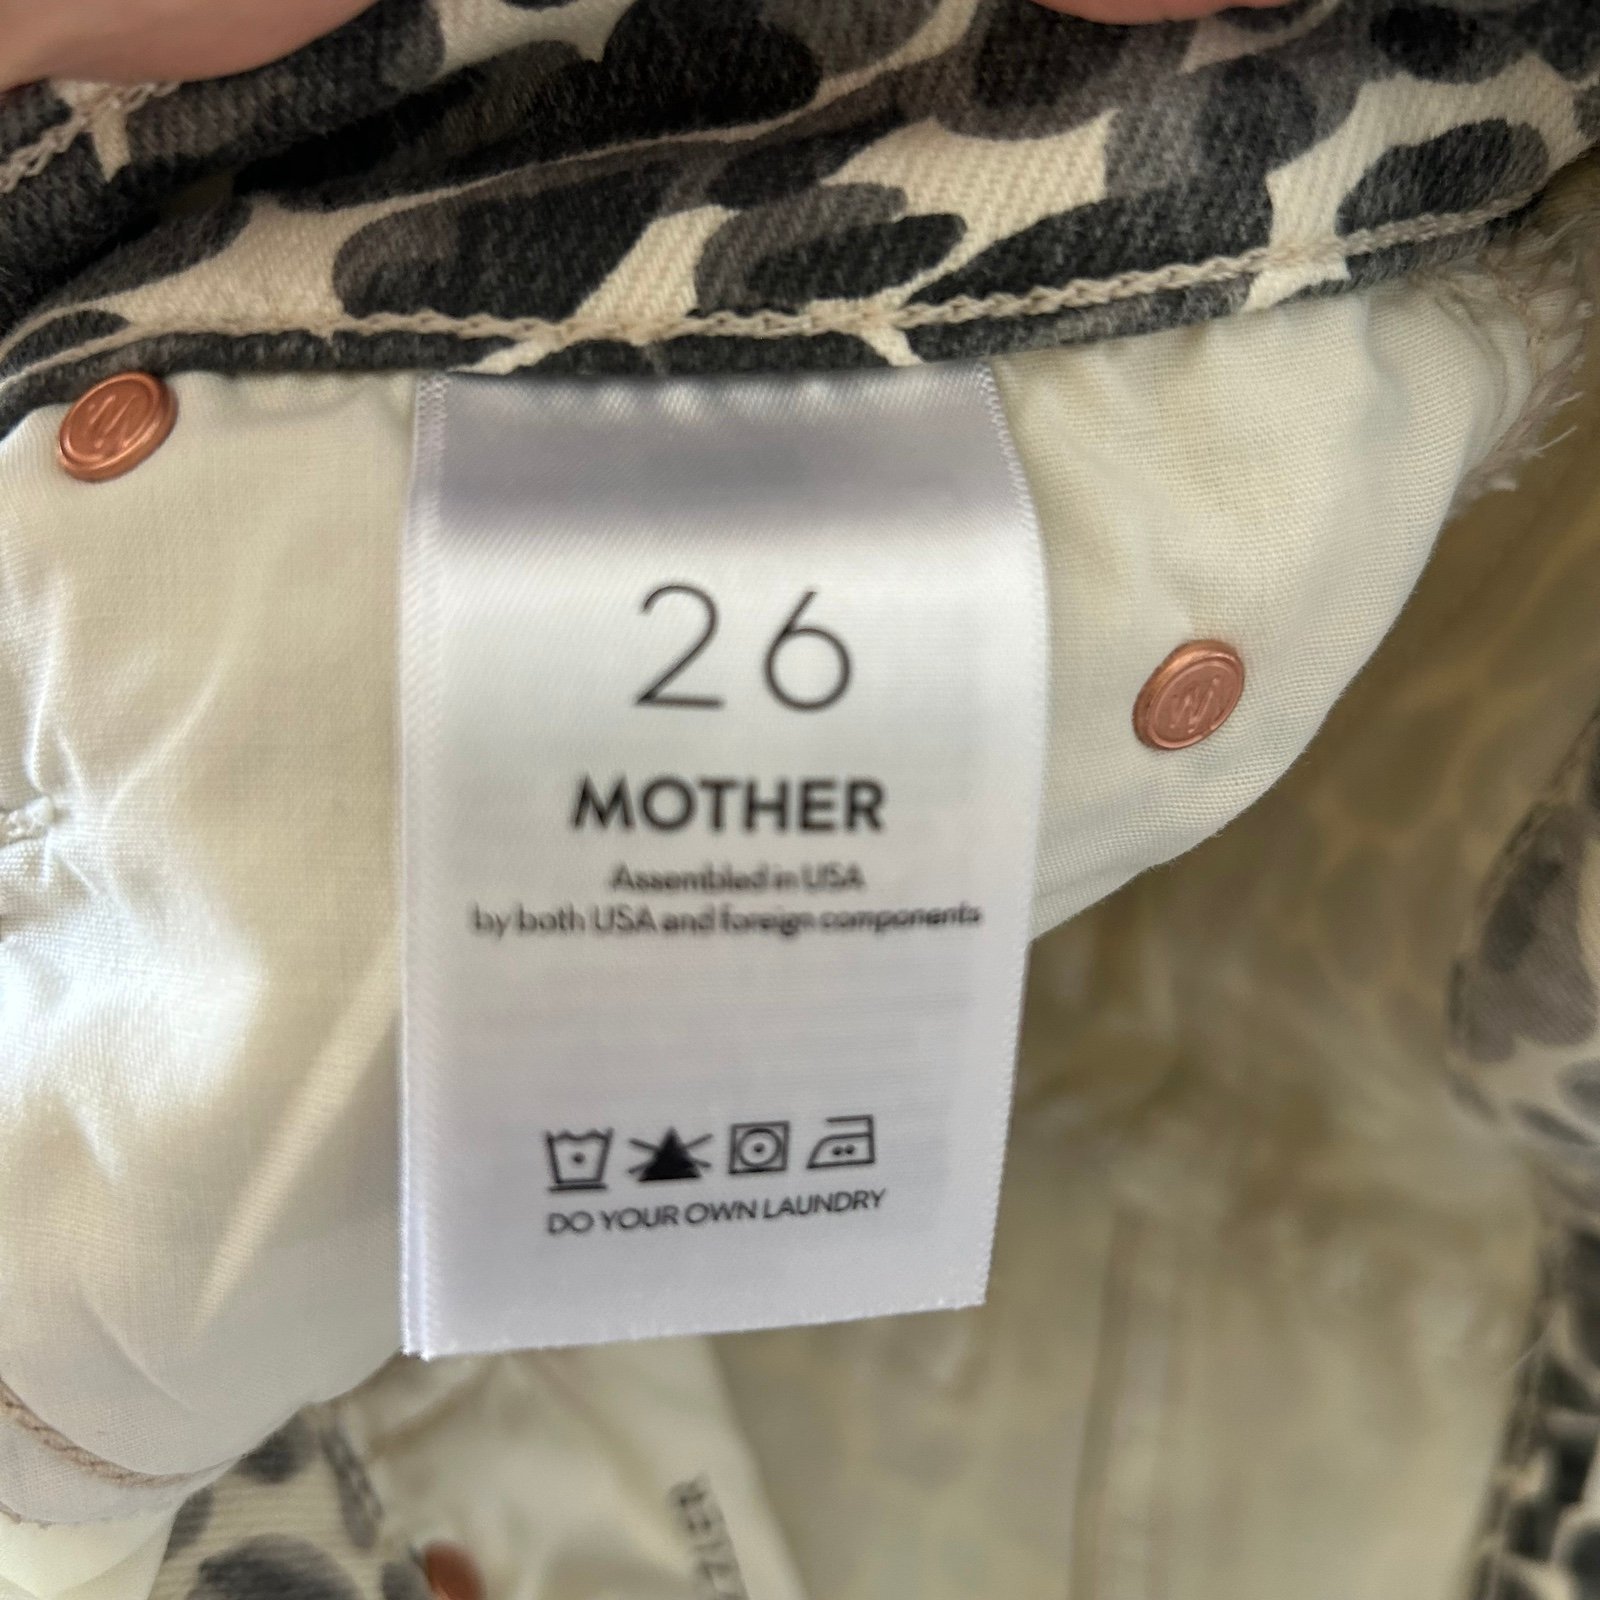 26
MOTHER
Assembled in USA
by both USA and foreign components
DO YOUR OWN LAUNDRY